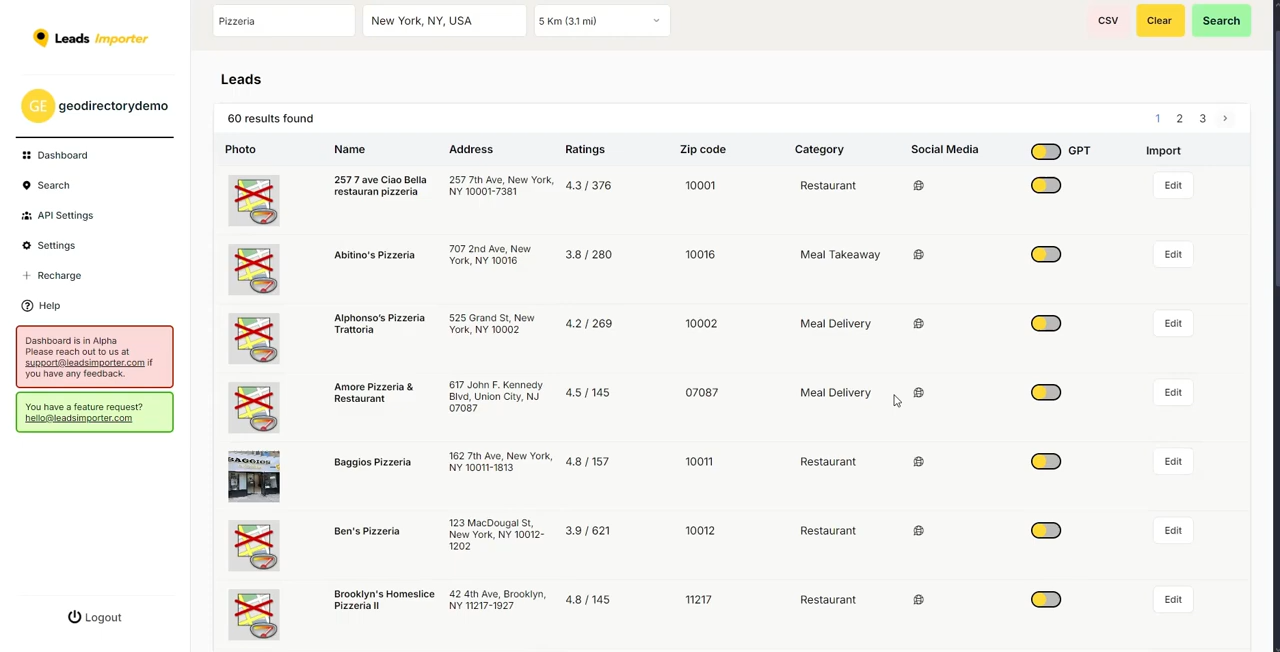 Pizzeria
New York, NY, USA
5 Km (3.1 mi)
CSV
Clear
Search
Leads Importer
GE
geodirectorydemo
Dashboard
Search
API Settings
Settings
Recharge
Help
Dashboard is in Alpha
Please reach out to us at
support@leadsimporter.com if
you have any feedback.
You have a feature request?
hello@leadsimporter.com
Logout
Leads
60 results found
1 2 3
Photo Name Address Ratings Zip code Category Social Media GPT Import
257 7 ave Ciao Bella
restauran pizzeria
257 7th Ave, New York,
NY 10001-7381
4.3 / 376
10001
Restaurant
Edit
Abitino's Pizzeria
707 2nd Ave, New
York, NY 10016
3.8 / 280
10016
Meal Takeaway
Edit
Alphonso's Pizzeria
Trattoria
525 Grand St, New
York, NY 10002
4.2 / 269
10002
Meal Delivery
Edit
Amore Pizzeria &
Restaurant
617 John F. Kennedy
Blvd, Union City, NJ
07087
4.5 / 145
07087
Meal Delivery
Edit
BAGGIOS
Baggios Pizzeria
162 7th Ave, New York,
NY 10011-1813
4.8 / 157
10011
Restaurant
Edit
Ben's Pizzeria
123 MacDougal St,
New York, NY 10012-
1202
3.9 / 621
10012
Restaurant
Edit
Brooklyn's Homeslice
Pizzeria II
42 4th Ave, Brooklyn,
NY 11217-1927
4.8 / 145
11217
Restaurant
Edit